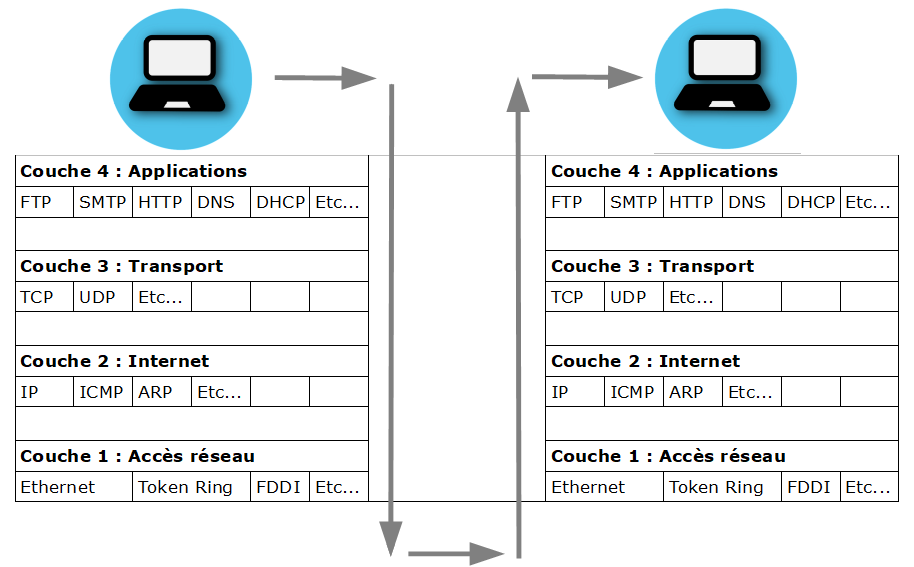 Couche 4 : Applications
FTP SMTP HTTP DNS DHCP Etc...
Couche 3 : Transport
TCP UDP Etc...
Couche 2 : Internet
IP ICMP ARP Etc...
Couche 1 : Accès réseau
Ethernet Token Ring FDDI Etc...
Couche 4 : Applications
FTP SMTP HTTP DNS DHCP Etc...
Couche 3 : Transport
TCP UDP Etc...
Couche 2 : Internet
IP ICMP ARP Etc...
Couche 1 : Accès réseau
Ethernet Token Ring FDDI Etc...